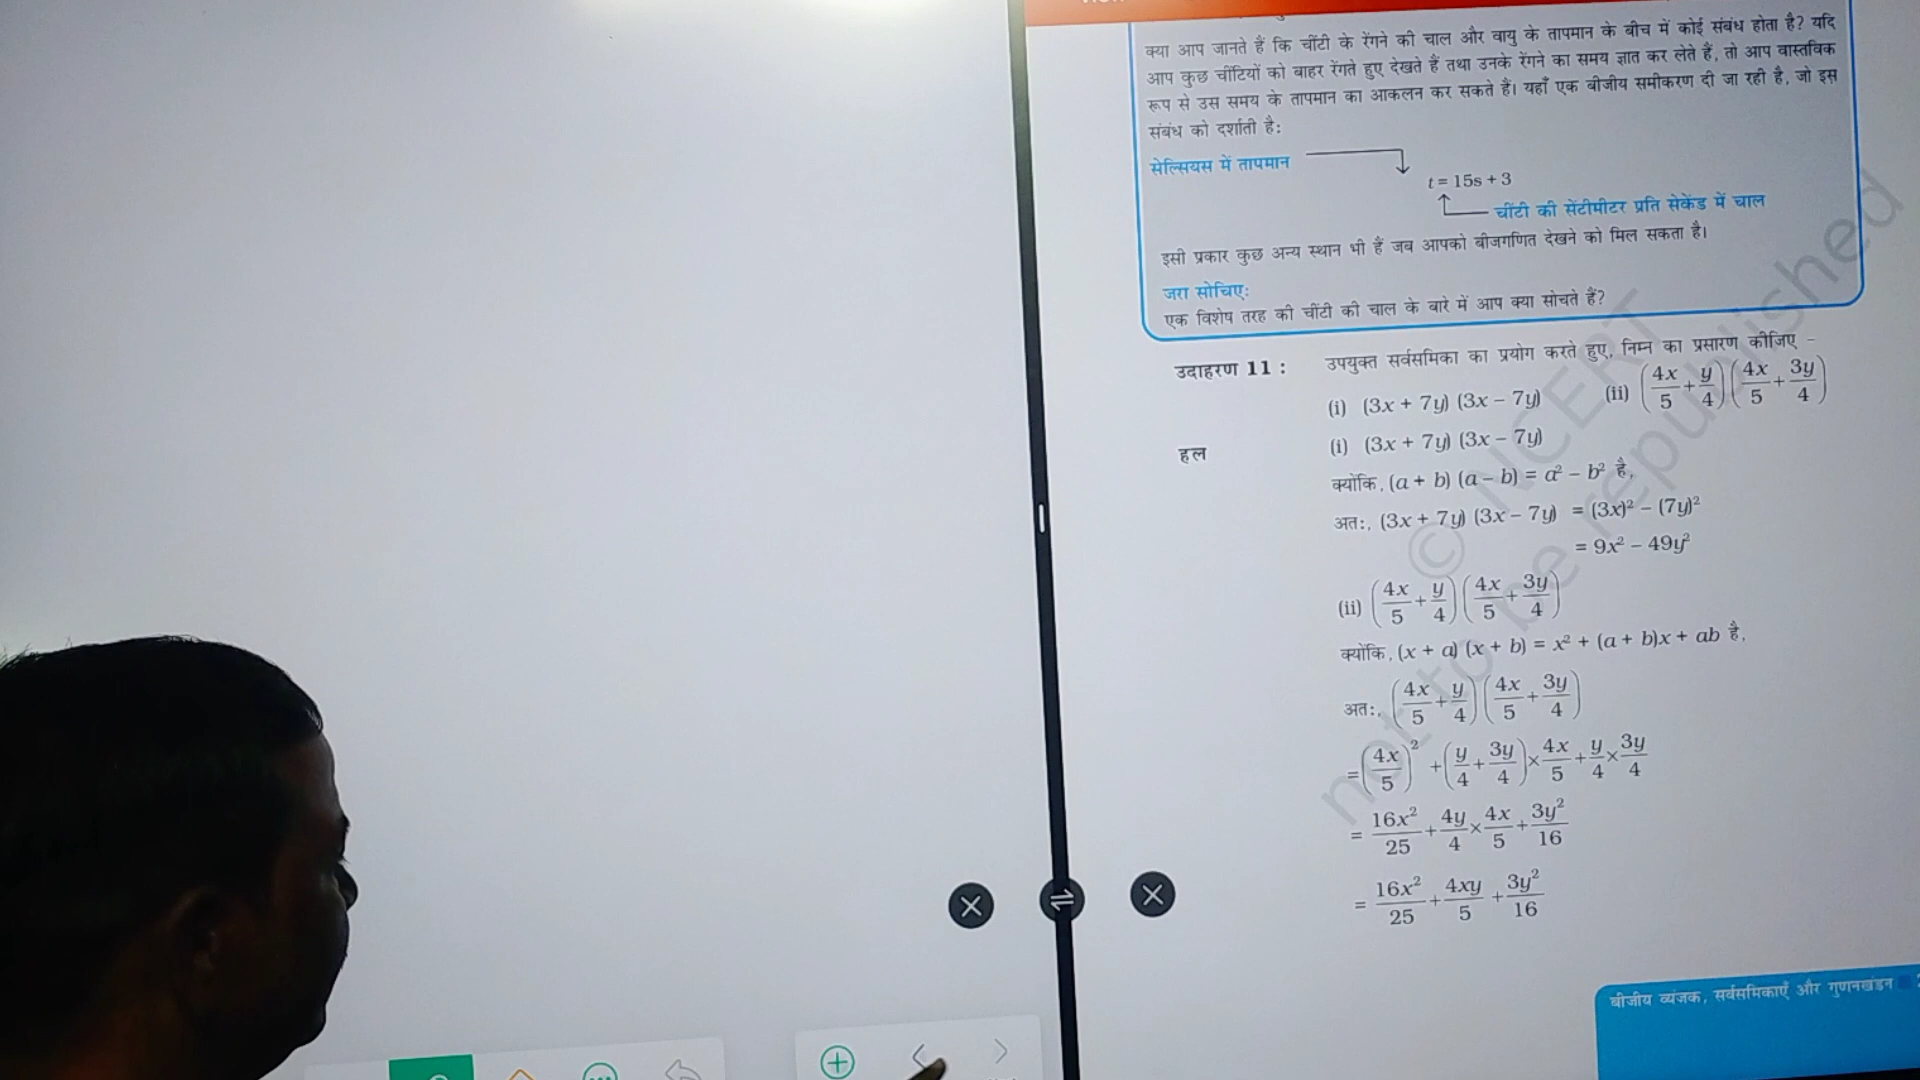 क्या आप जानते हैं कि चींटी के रेंगने की चाल और वायु के तापमान के बीच में कोई संबंध होता है? यदि
आप कुछ चींटियों को बाहर रेंगते हुए देखते हैं तथा उनके रेंगने का समय ज्ञात कर लेते हैं, तो आप वास्तविक
रूप से उस समय के तापमान का आकलन कर सकते हैं। यहाँ एक बीजीय समीकरण दी जा रही है, जो इस
संबंध को दर्शाती है:
सेल्सियस में तापमान
t = 15s + 3
चींटी की सेंटीमीटर प्रति सेकेंड में चाल
इसी प्रकार कुछ अन्य स्थान भी हैं जब आपको बीजगणित देखने को मिल सकता है।
जरा सोचिए:
एक विशेष तरह की चींटी की चाल के बारे में आप क्या सोचते हैं?
उदाहरण 11 : उपयुक्त सर्वसमिका का प्रयोग करते हुए, निम्न का प्रसारण कीजिए –
(i) (3x + 7y) (3x – 7y) (ii) (4x/5 + y/4) (4x/5 + 3y/4)
हल (i) (3x + 7y) (3x – 7y)
क्योंकि, (a + b) (a – b) = a² – b² है,
अत:, (3x + 7y) (3x – 7y) = (3x)² – (7y)²
= 9x² – 49y²
(ii) (4x/5 + y/4) (4x/5 + 3y/4)
क्योंकि, (x + a) (x + b) = x² + (a + b)x + ab है,
अत:, (4x/5 + y/4) (4x/5 + 3y/4)
= (4x/5)² + (y/4 + 3y/4) × 4x/5 + y/4 × 3y/4
= 16x²/25 + 4y/4 × 4x/5 + 3y²/16
= 16x²/25 + 4xy/5 + 3y²/16
© NCERT
not to be republished
बीजीय व्यंजक, सर्वसमिकाएँ और गुणनखंडन